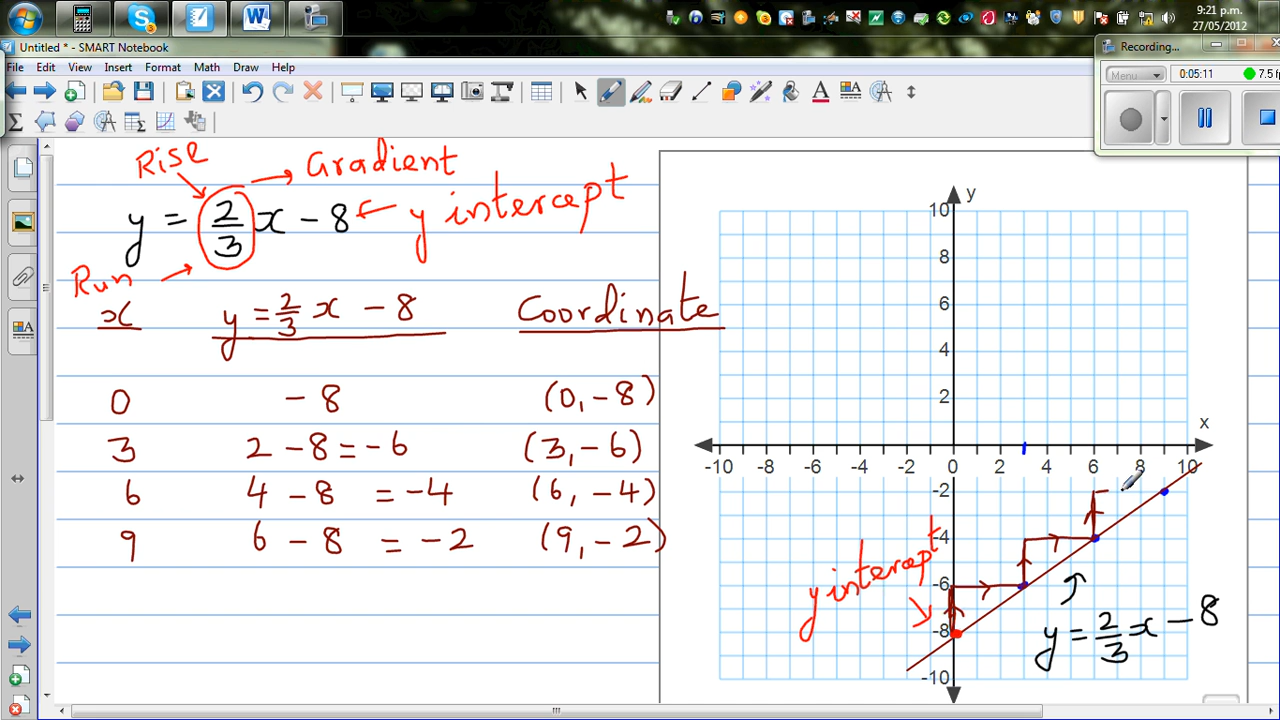 9:21 p.m.
27/05/2012
Untitled * - SMART Notebook
Recording...
File Edit View Insert Format Math Draw Help
Menu
0:05:11
7.5 f
Rise
Gradient
y = 2/3 x - 8
y intercept
Run
x
y = 2/3 x - 8
Coordinate
0
- 8
(0, -8)
3
2 - 8 = -6
(3, -6)
6
4 - 8 = -4
(6, -4)
9
6 - 8 = -2
(9, -2)
y
10
8
6
4
2
x
-10 -8 -6 -4 -2 0 2 4 6 8 10
-2
-4
-6
-8
-10
y intercept
y = 2/3 x - 8